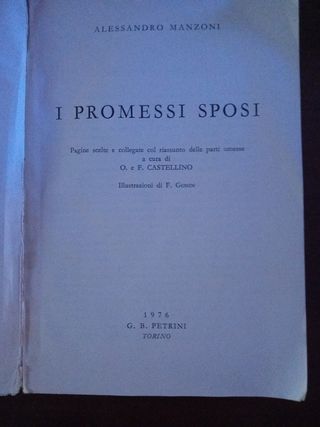 ALESSANDRO MANZONI
I PROMESSI SPOSI
Pagine scelte e collegate col riassunto delle parti omesse
a cura di
O. e F. CASTELLINO
Illustrazioni di F. Gonin
1976
G. B. PETRINI
TORINO